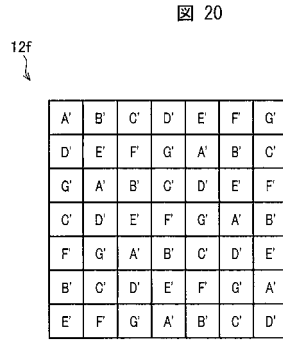 図 20
12f
A' B' C' D' E' F' G'
D' E' F' G' A' B' C'
G' A' B' C' D' E' F'
C' D' E' F' G' A' B'
F' G' A' B' C' D' E'
B' C' D' E' F' G' A'
E' F' G' A' B' C' D'